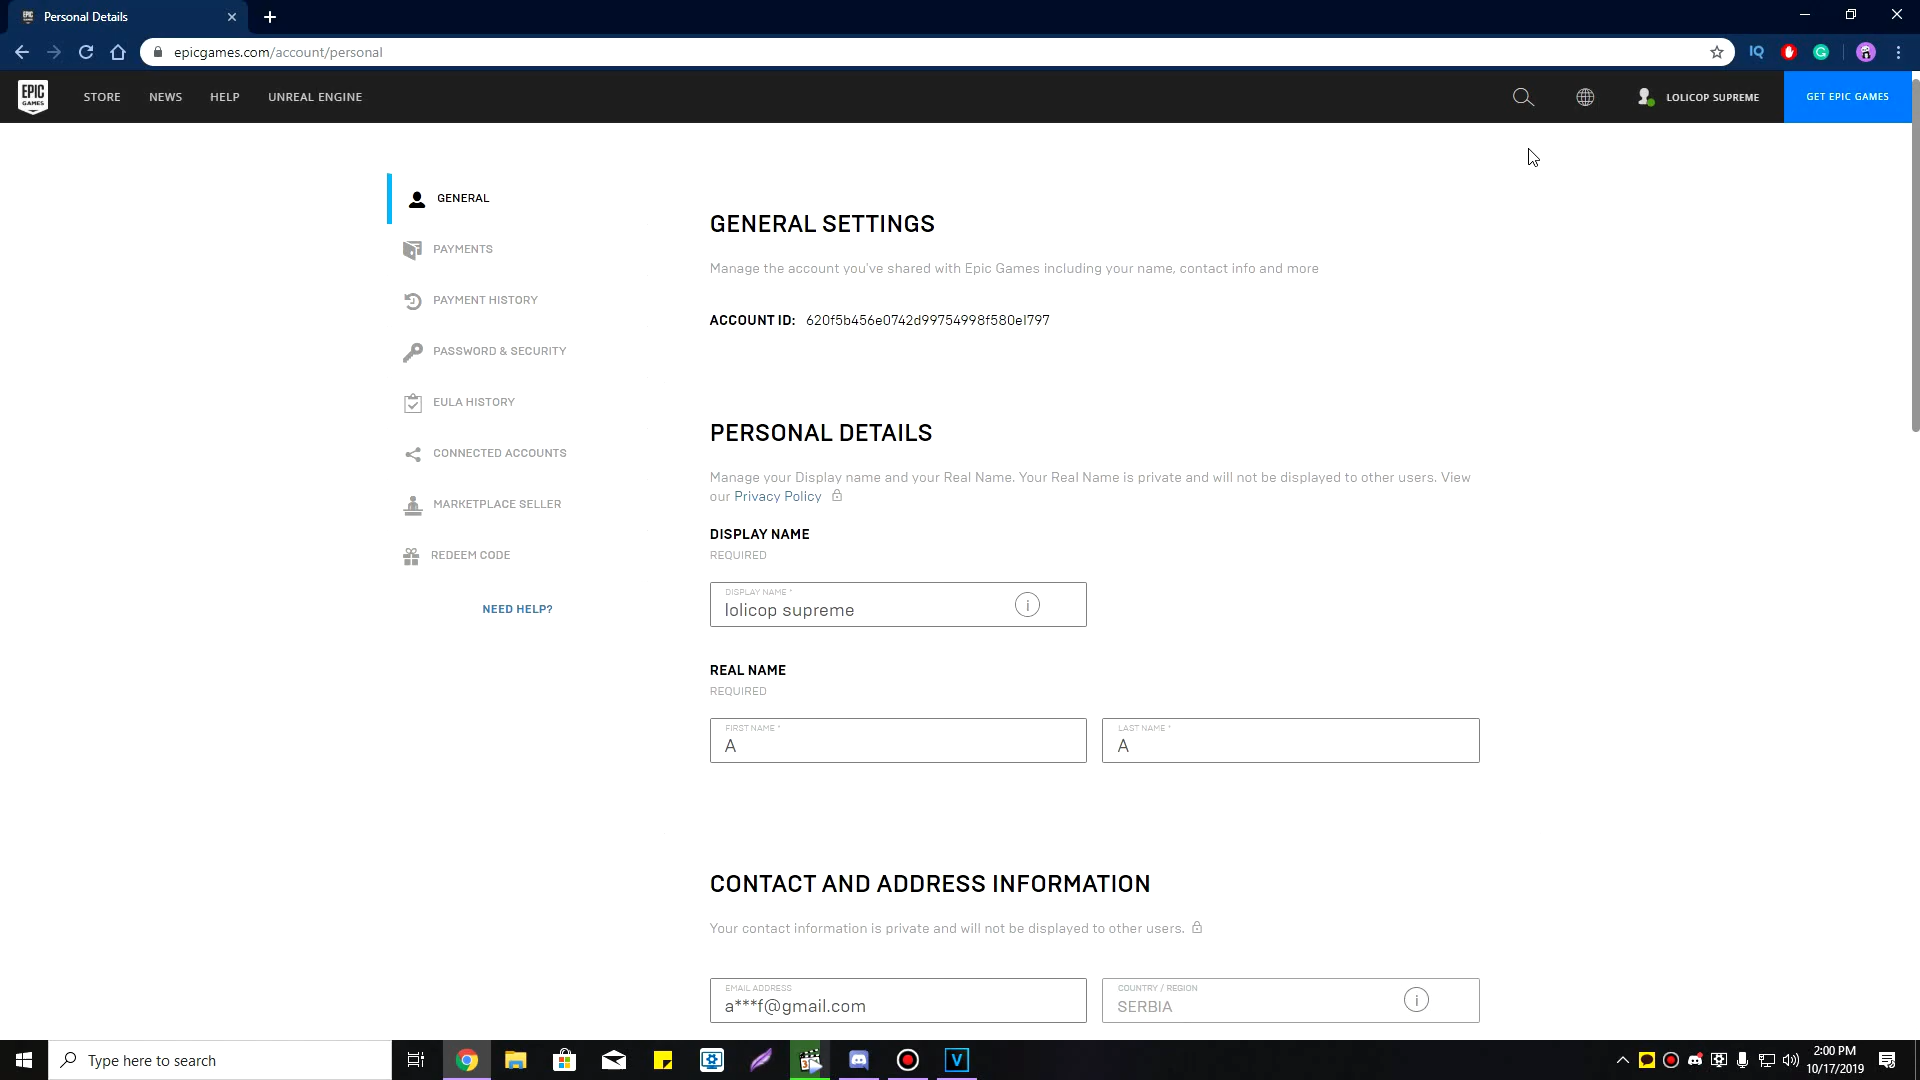 Personal Details
epicgames.com/account/personal
EPIC GAMES
STORE NEWS HELP UNREAL ENGINE
LOLICOP SUPREME
GET EPIC GAMES
GENERAL
PAYMENTS
PAYMENT HISTORY
PASSWORD & SECURITY
EULA HISTORY
CONNECTED ACCOUNTS
MARKETPLACE SELLER
REDEEM CODE
NEED HELP?
GENERAL SETTINGS
Manage the account you've shared with Epic Games including your name, contact info and more
ACCOUNT ID: 620f5b456e0742d99754998f580e1797
PERSONAL DETAILS
Manage your Display name and your Real Name. Your Real Name is private and will not be displayed to other users. View
our Privacy Policy
DISPLAY NAME
REQUIRED
DISPLAY NAME *
lolicop supreme
REAL NAME
REQUIRED
FIRST NAME *
A
LAST NAME *
A
CONTACT AND ADDRESS INFORMATION
Your contact information is private and will not be displayed to other users.
EMAIL ADDRESS
a***f@gmail.com
COUNTRY / REGION
SERBIA
Type here to search
2:00 PM
10/17/2019